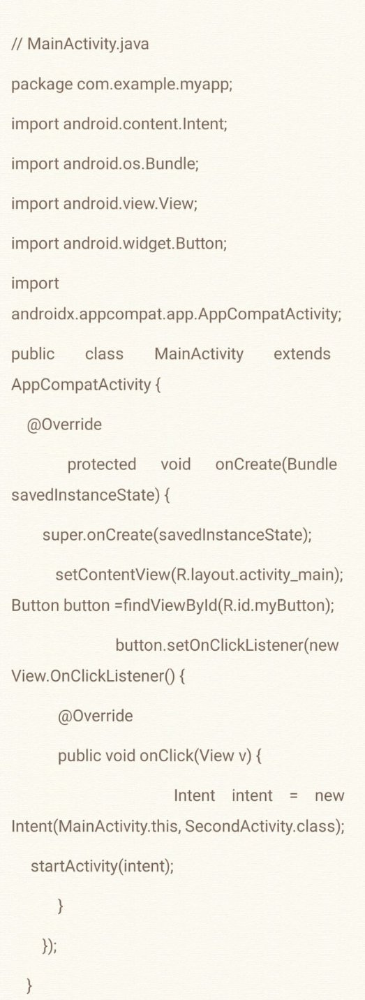 // MainActivity.java
package com.example.myapp;
import android.content.Intent;
import android.os.Bundle;
import android.view.View;
import android.widget.Button;
import
androidx.appcompat.app.AppCompatActivity;
public class MainActivity extends
AppCompatActivity {
@Override
protected void onCreate(Bundle
savedInstanceState) {
super.onCreate(savedInstanceState);
setContentView(R.layout.activity_main);
Button button =findViewById(R.id.myButton);
button.setOnClickListener(new
View.OnClickListener() {
@Override
public void onClick(View v) {
Intent intent = new
Intent(MainActivity.this, SecondActivity.class);
startActivity(intent);
}
});
}